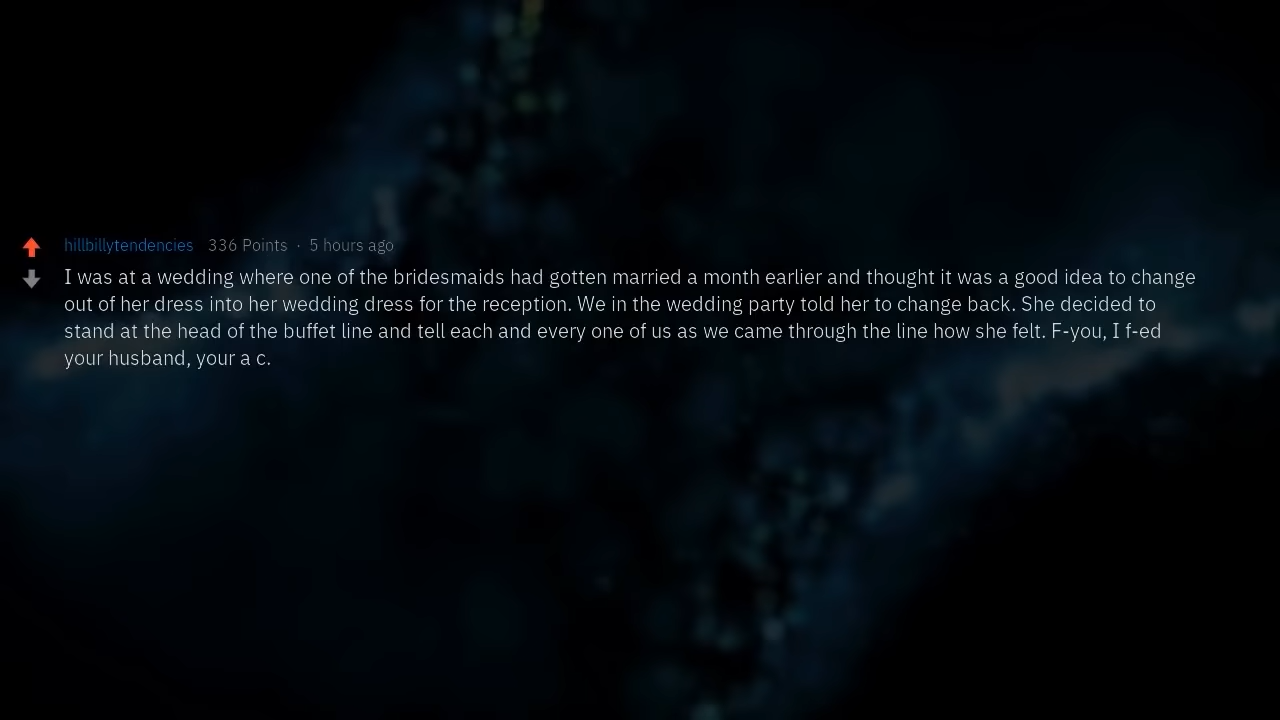 hillbillytendencies 336 Points · 5 hours ago
I was at a wedding where one of the bridesmaids had gotten married a month earlier and thought it was a good idea to change
out of her dress into her wedding dress for the reception. We in the wedding party told her to change back. She decided to
stand at the head of the buffet line and tell each and every one of us as we came through the line how she felt. F-you, I f-ed
your husband, your a c.